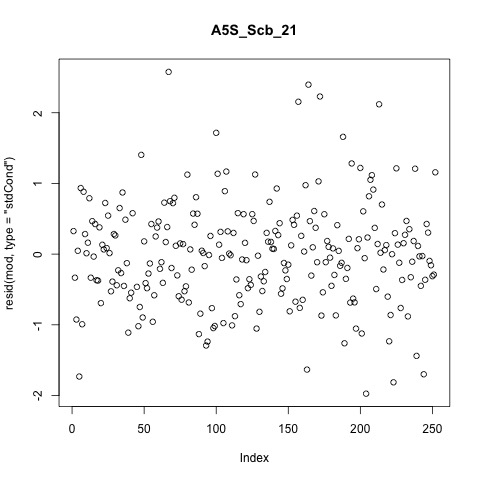 A5S_Scb_21
resid(mod, type = "stdCond")
2
1
0
-1
-2
0 50 100 150 200 250
Index